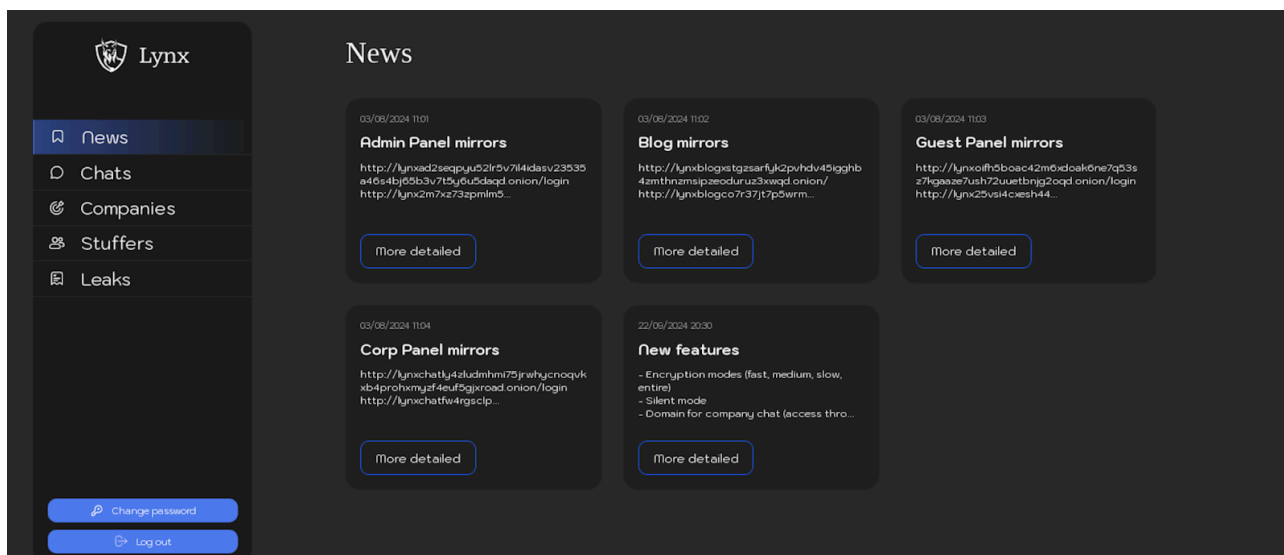 Lynx
News
Chats
Companies
Stuffers
Leaks
Change password
Log out
News
03/08/2024 11:01
Admin Panel mirrors
http://lynxad2seqpyu52lr5v7il4idasv23535
a46s4bj65b3v7t5y6u5daqd.onion/login
http://lynx2m7xz73zpmlm5...
More detailed
03/08/2024 11:02
Blog mirrors
http://lynxblogxstgzsarfyk2pvhdv45igghb
4zmthnzmsipzeoduruz3xwqd.onion/
http://lynxblogco7r37jt7p5wrm...
More detailed
03/08/2024 11:03
Guest Panel mirrors
http://lynxoifh5boac42m6xdoak6ne7q53s
z7kgaaze7ush72uuetbnjg2oqd.onion/login
http://lynx25vsi4cxesh44...
More detailed
03/08/2024 11:04
Corp Panel mirrors
http://lynxchatly4zludmhmi75jrwhycnoqvk
xb4prohxmyzf4euf5gjxroad.onion/login
http://lynxchatfw4rgsclp...
More detailed
22/09/2024 20:30
New features
- Encryption modes (fast, medium, slow,
entire)
- Silent mode
- Domain for company chat (access thro...
More detailed